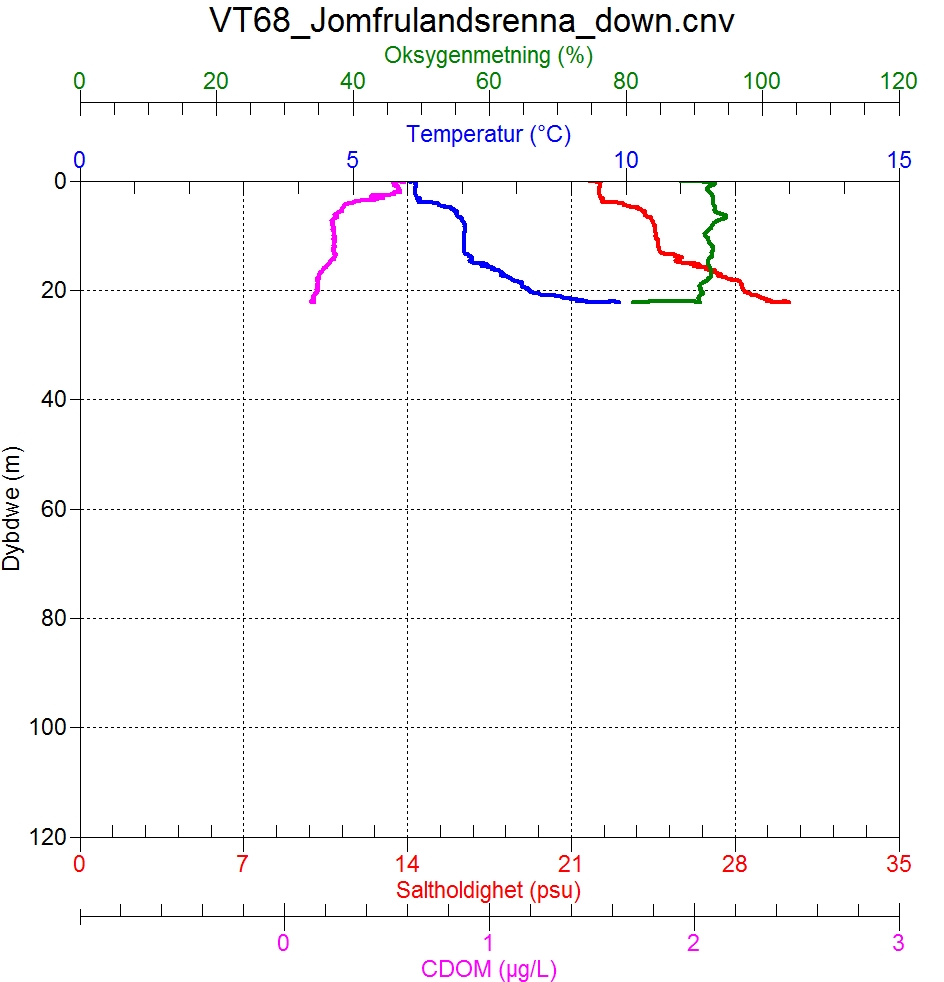 VT68_Jomfrulandsrenna_down.cnv
Oksygenmetning (%)
0 20 40 60 80 100 120
Temperatur (°C)
0 5 10 15
0
20
40
60
80
100
120
Dybdwe (m)
0 7 14 21 28 35
Saltholdighet (psu)
0 1 2 3
CDOM (µg/L)